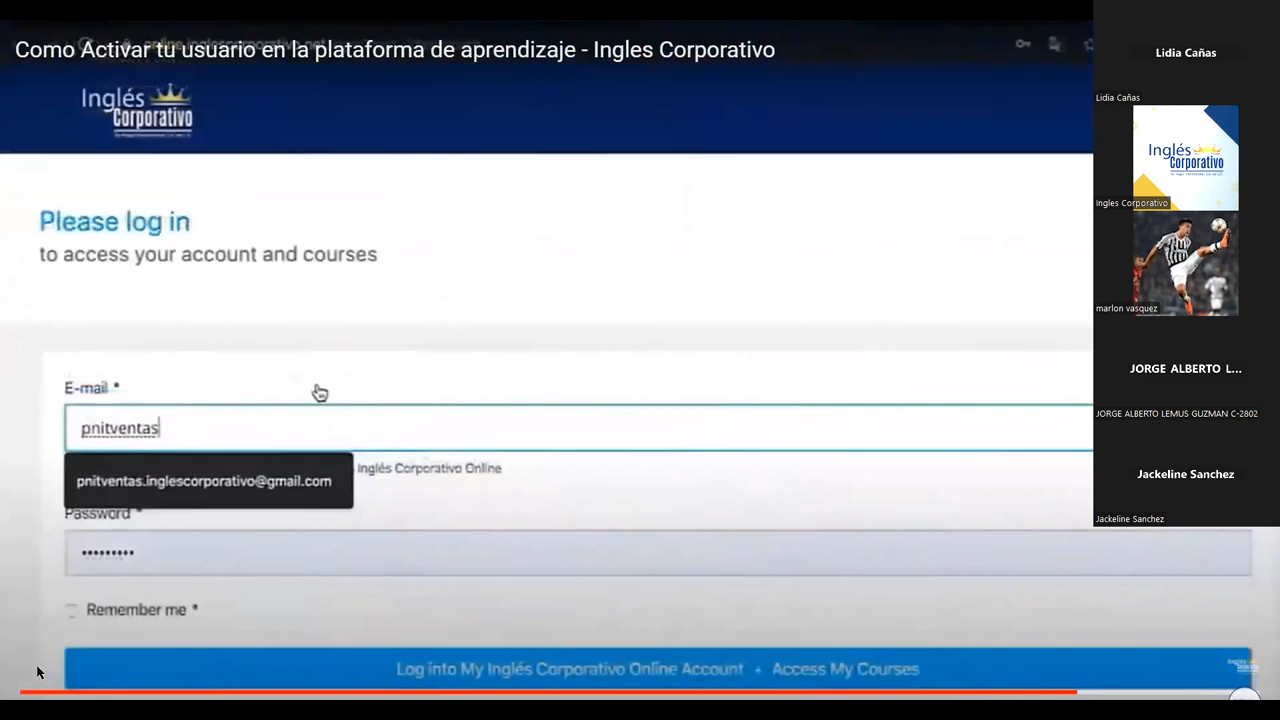 Como Activar tu usuario en la plataforma de aprendizaje - Ingles Corporativo
Inglés
Corporativo
Please log in
to access your account and courses
E-mail *
pnitventas
Inglés Corporativo Online
pnitventas.inglescorporativo@gmail.com
Password *
•••••••••
Remember me *
Log into My Inglés Corporativo Online Account - Access My Courses
Lidia Cañas
Lidia Cañas
Inglés
Corporativo
Ingles Corporativo
marlon vasquez
JORGE ALBERTO L...
JORGE ALBERTO LEMUS GUZMAN C-2802
Jackeline Sanchez
Jackeline Sanchez